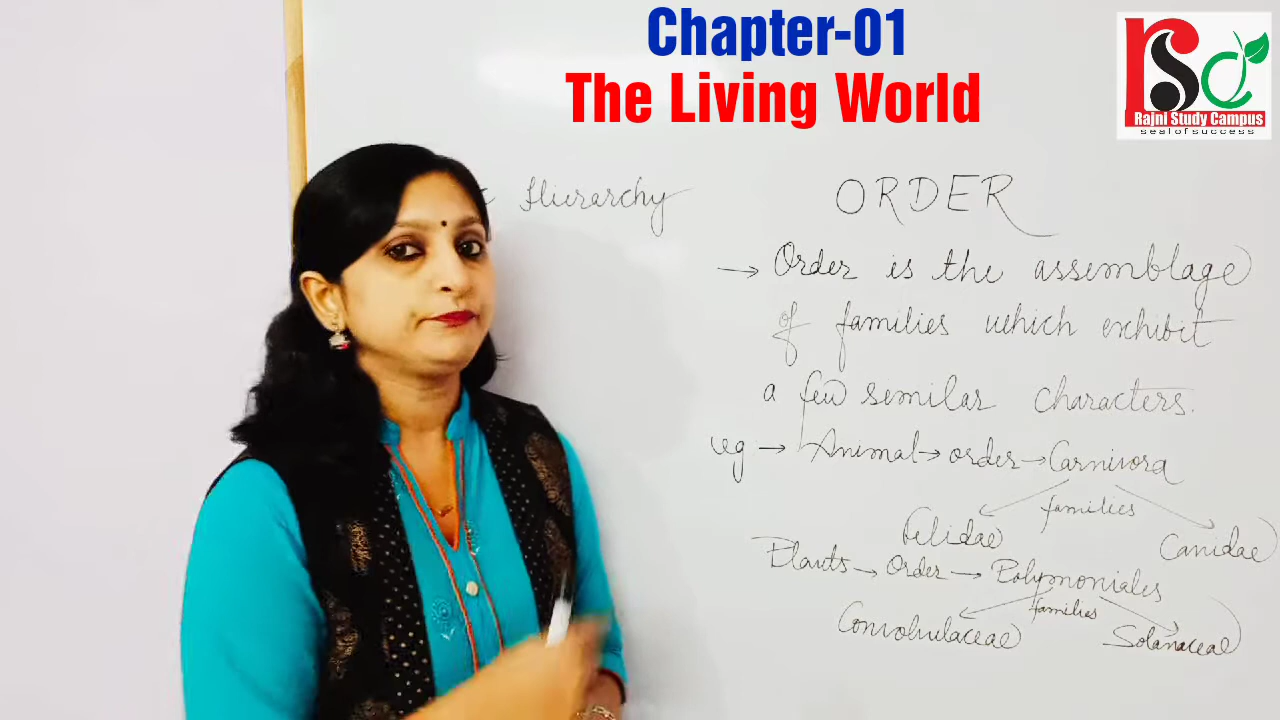 Chapter-01
The Living World
rsc
Rajni Study Campus
seal of success
Hierarchy
ORDER
→ Order is the assemblage
of families which exhibit
a few similar characters.
eg → Animal → order → Carnivora
families
Felidae Canidae
Plants → Order → Polymoniales
families
Convolvulaceae Solanaceae